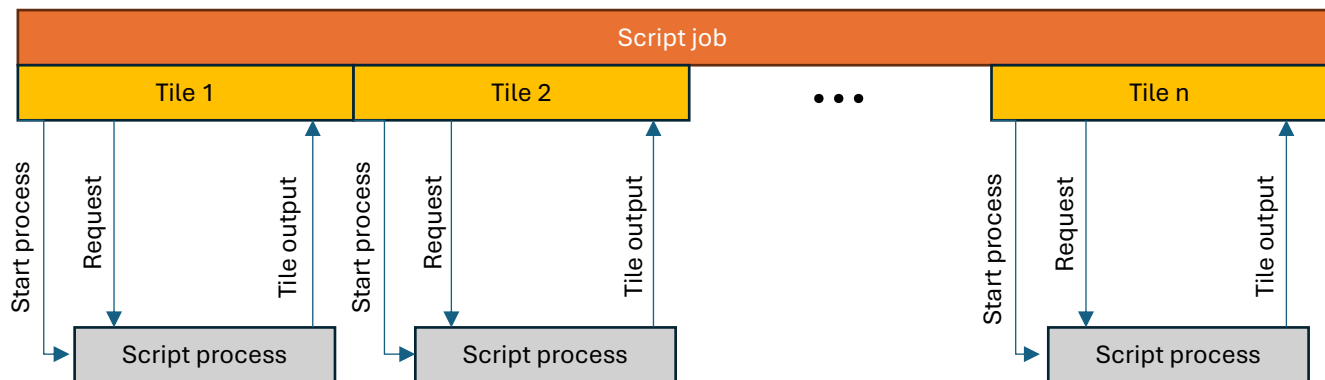 Script job
Tile 1
Tile 2
...
Tile n
Start process
Request
Tile output
Start process
Request
Tile output
Start process
Request
Tile output
Script process
Script process
Script process